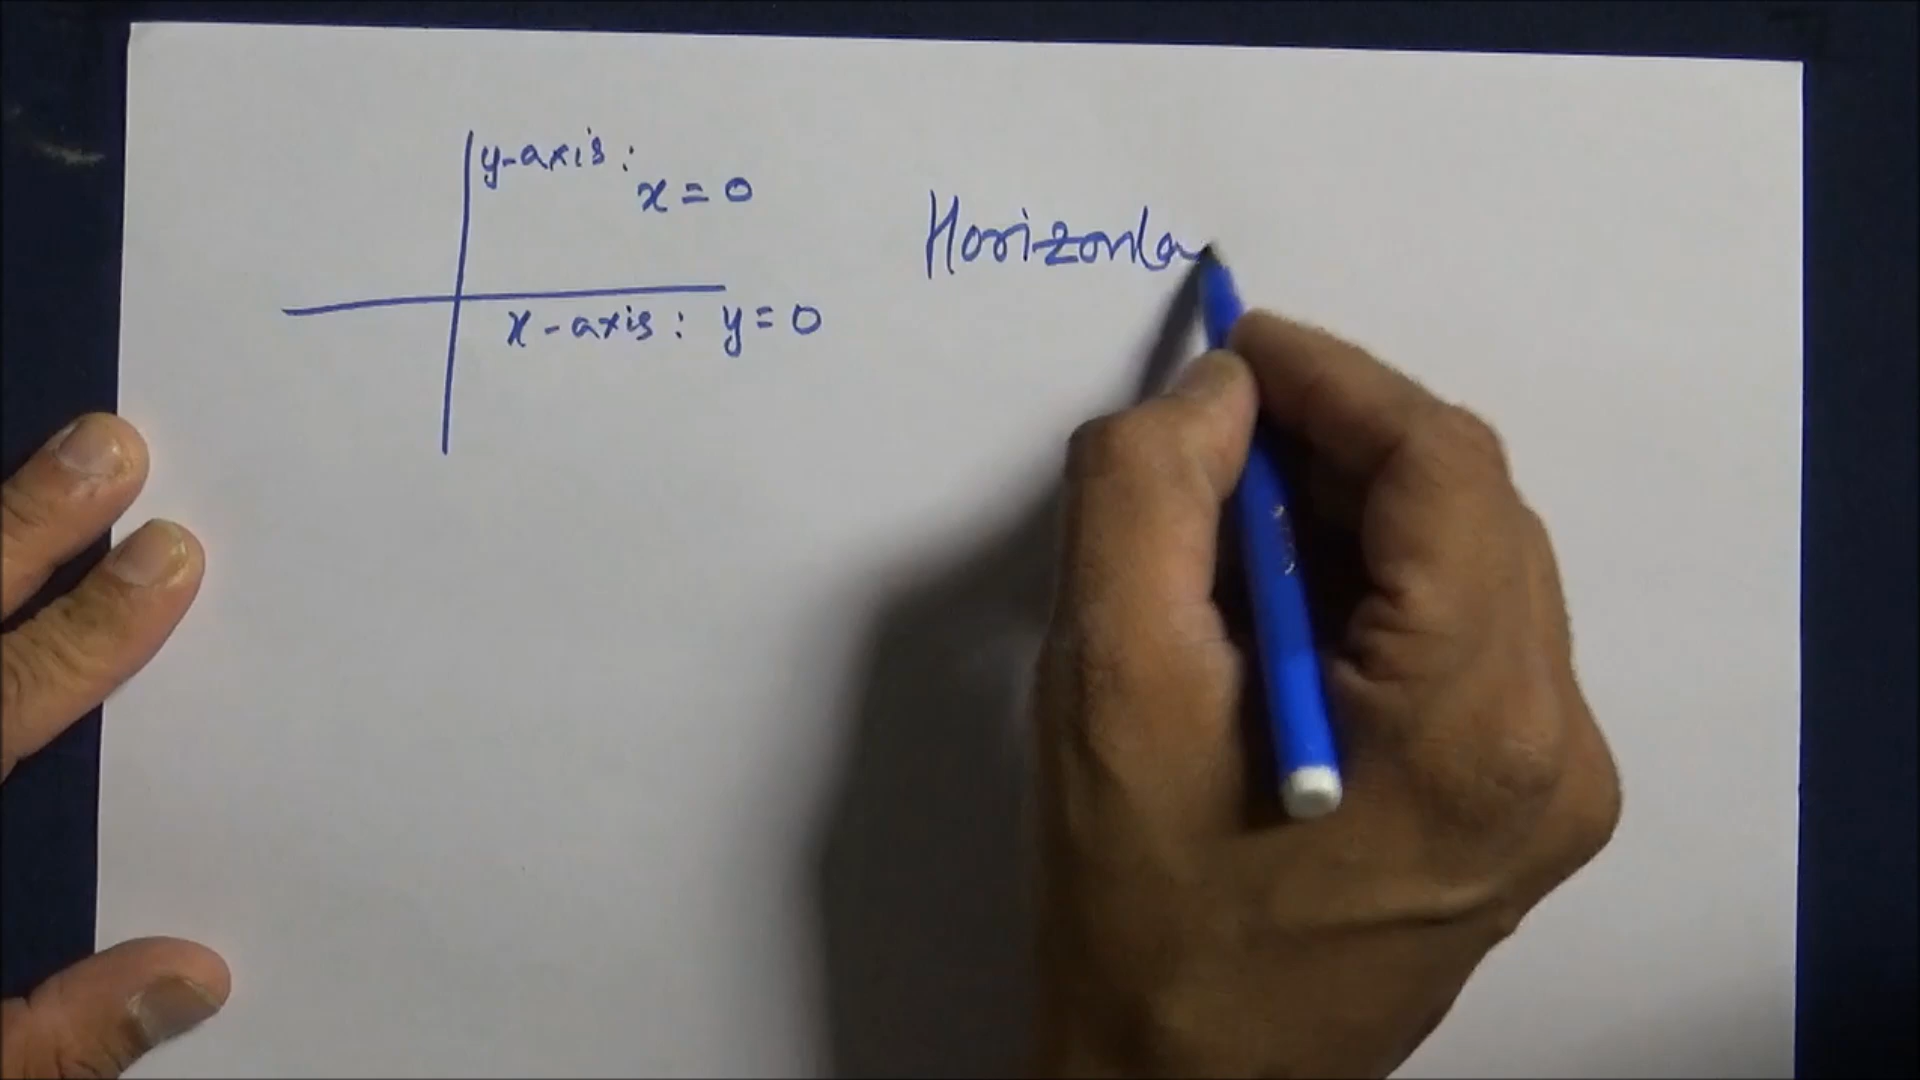 y-axis:
x = 0
x-axis: y = 0
Horizonta